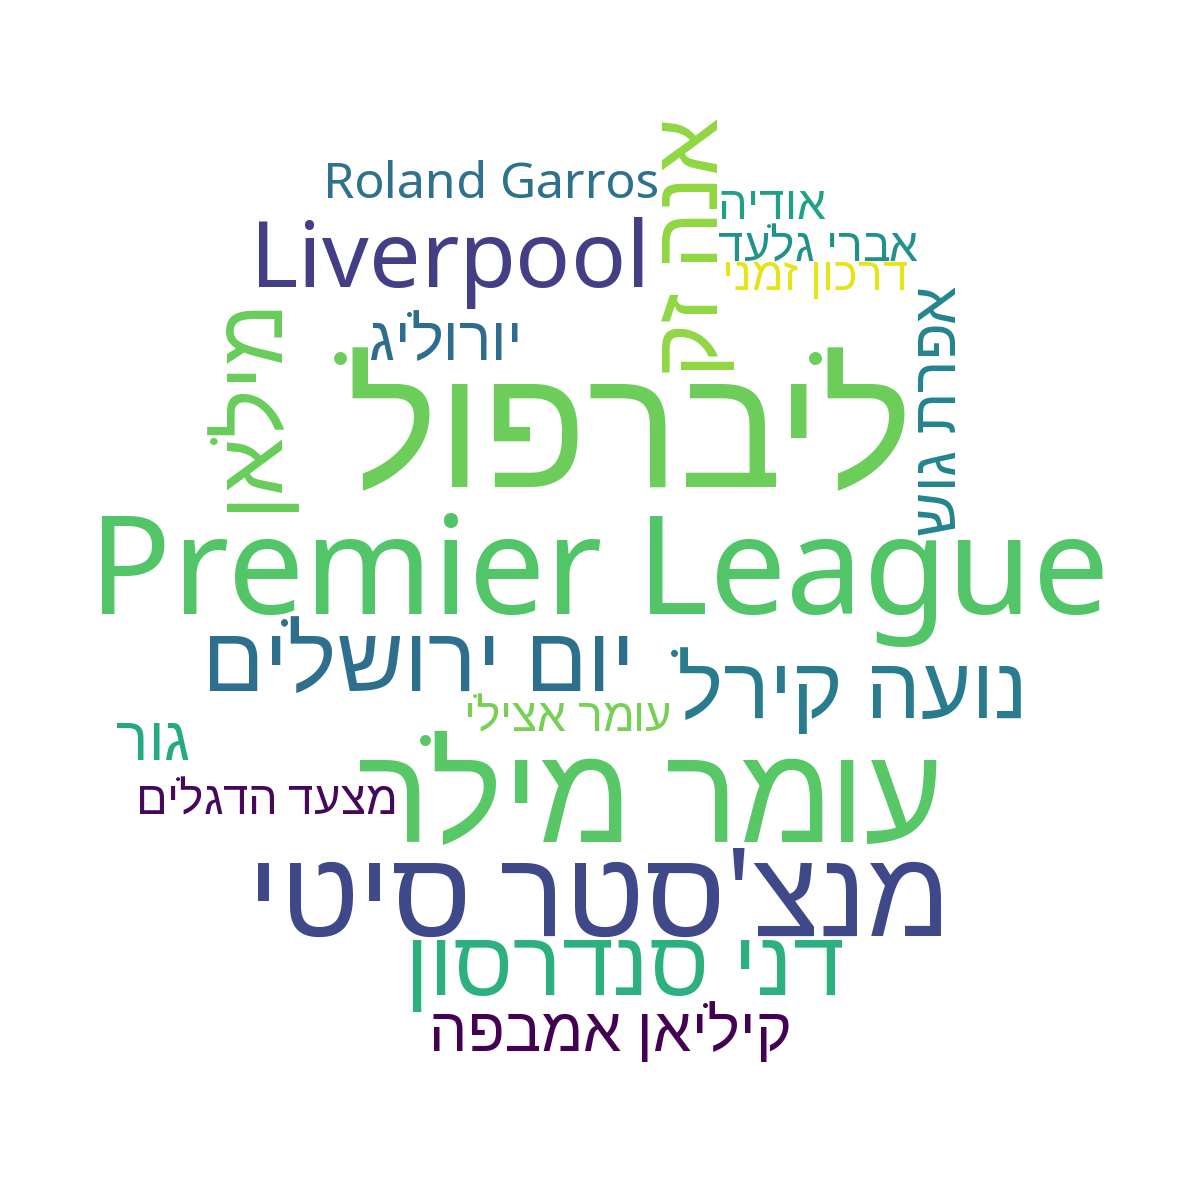 Roland Garros
אנה זק
אודיה
Liverpool
אברי גלעד
דרכון זמני
יורוליג
מילאן
אפרת גוש
ליברפול
Premier League
יום ירושלים
נועה קירל
עומר אצילי
גור
עומר מילר
מצעד הדגלים
מנצ'סטר סיטי
דני סנדרסון
קיליאן אמבפה